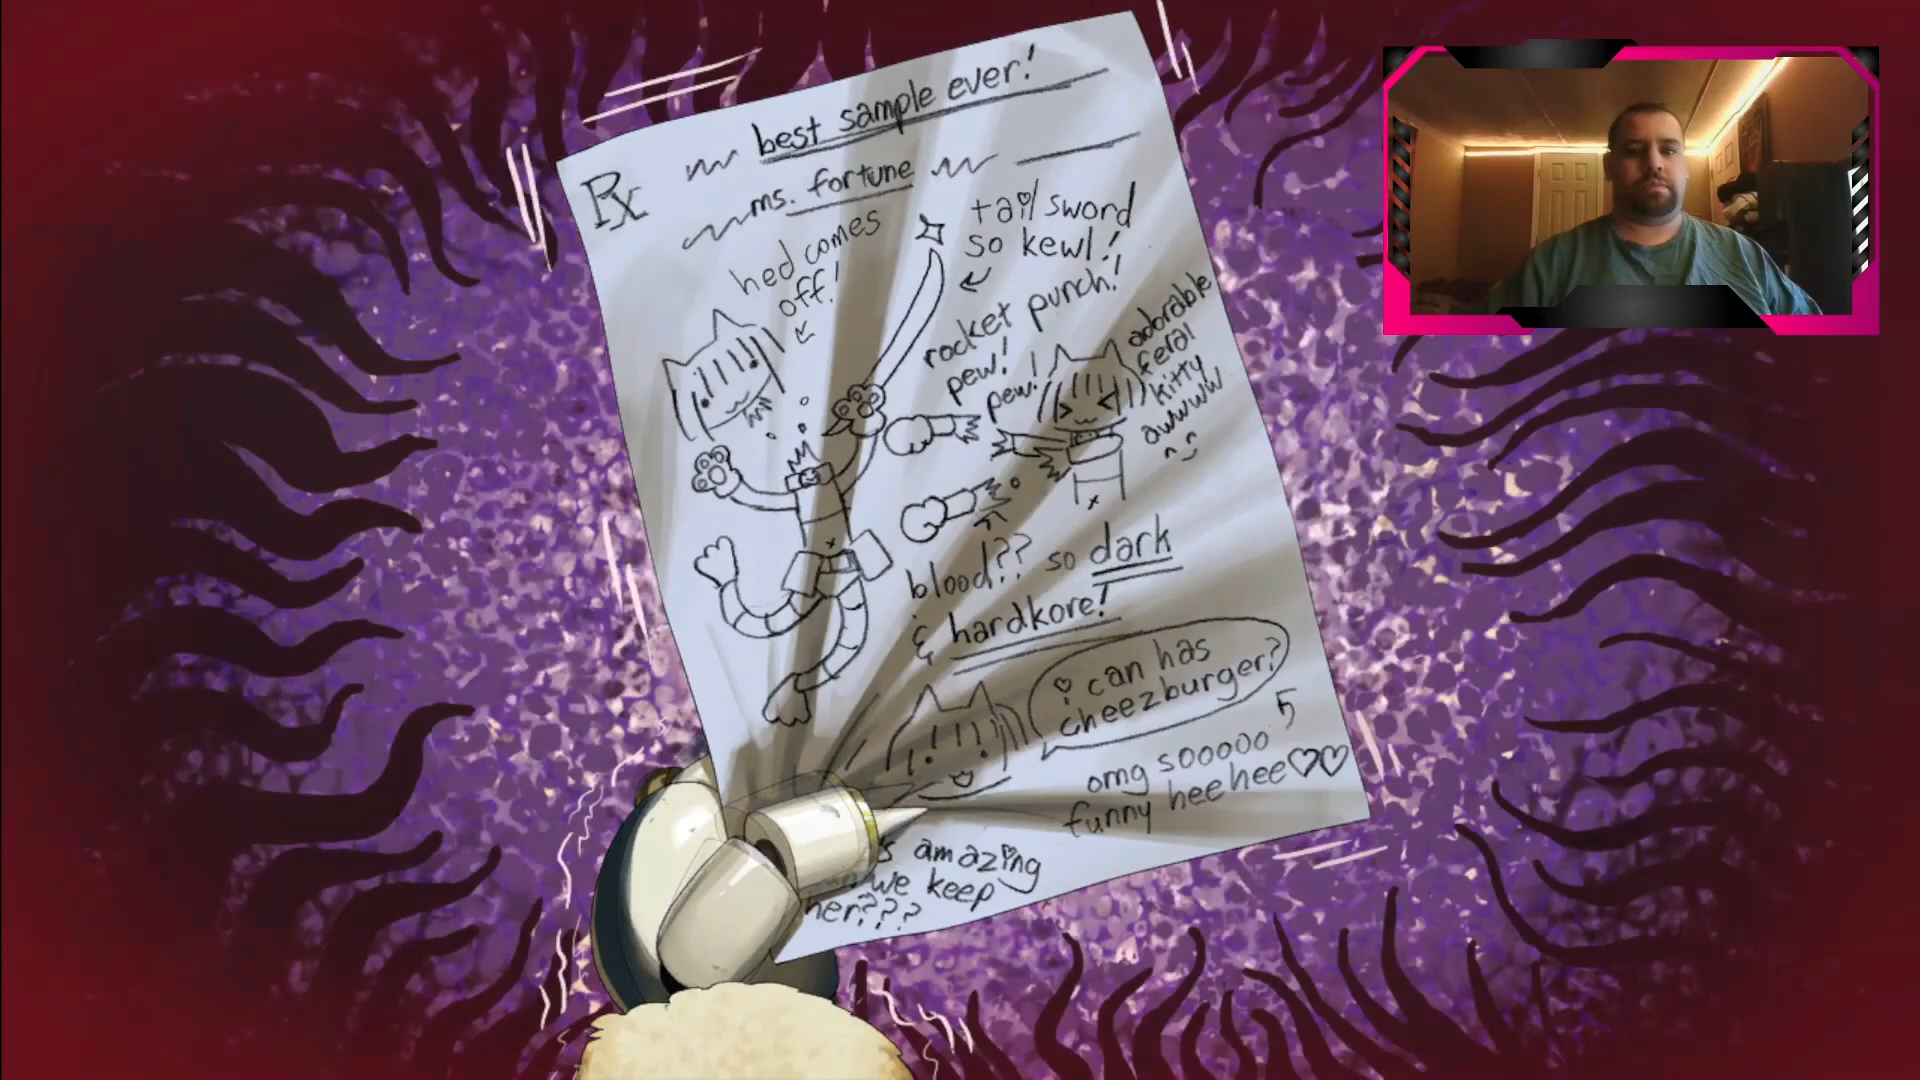 best sample ever!
Rx
ms. fortune
hed comes
off!
tail sword
so kewl!
rocket punch!
pew!
pew!
adorable
feral
kitty
awwww
blood?? so dark
& hardkore!
i can has
cheezburger?
omg sooooo
funny heehee
amazing
we keep
her???